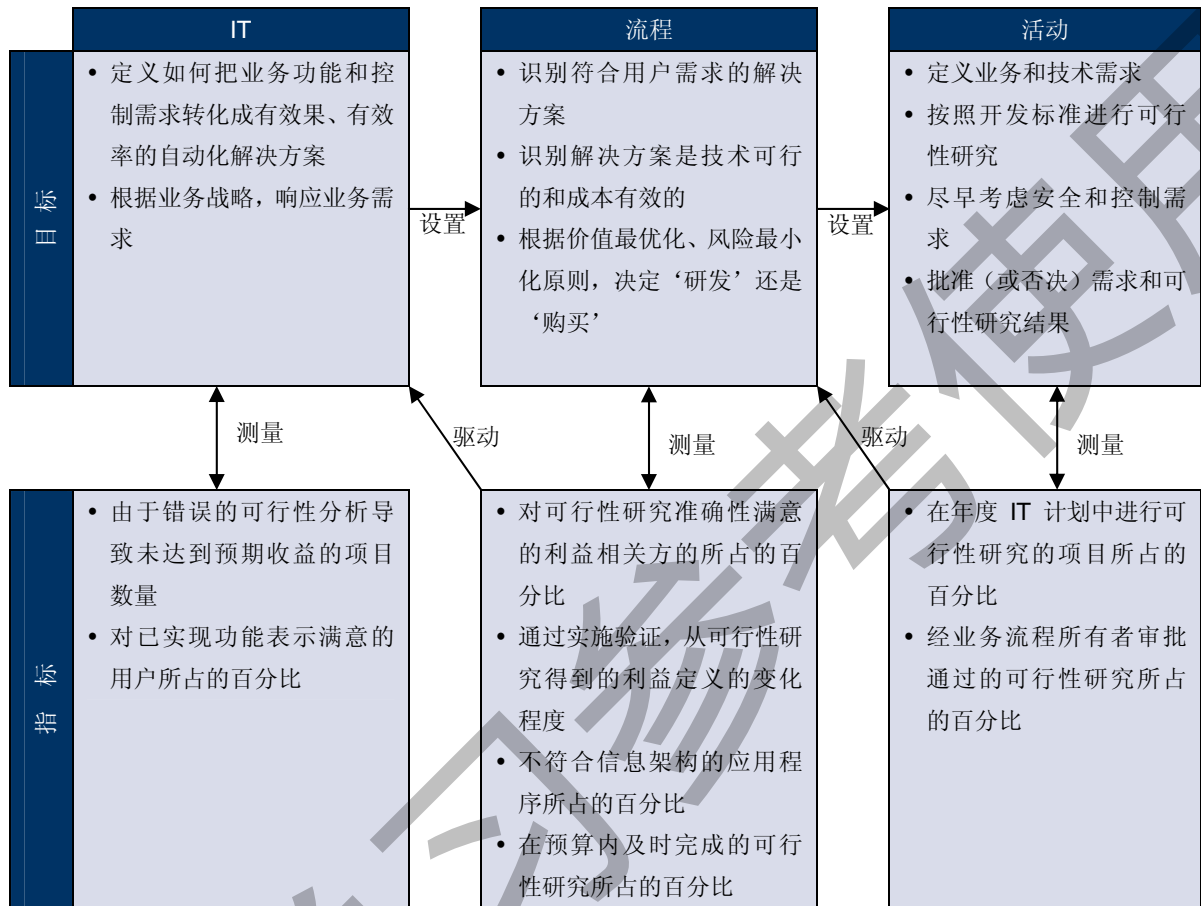 IT
流程
活动
目标
• 定义如何把业务功能和控
制需求转化成有效果、有效
率的自动化解决方案
• 根据业务战略，响应业务需
求
设置
• 识别符合用户需求的解决
方案
• 识别解决方案是技术可行
的和成本有效的
• 根据价值最优化、风险最小
化原则，决定‘研发’还是
‘购买’
设置
• 定义业务和技术需求
• 按照开发标准进行可行
性研究
• 尽早考虑安全和控制需
求
• 批准（或否决）需求和可
行性研究结果
测量
驱动
测量
驱动
测量
指标
• 由于错误的可行性分析导
致未达到预期收益的项目
数量
• 对已实现功能表示满意的
用户所占的百分比
• 对可行性研究准确性满意
的利益相关方的所占的百
分比
• 通过实施验证，从可行性研
究得到的利益定义的变化
程度
• 不符合信息架构的应用程
序所占的百分比
• 在预算内及时完成的可行
性研究所占的百分比
• 在年度 IT 计划中进行可
行性研究的项目所占的
百分比
• 经业务流程所有者审批
通过的可行性研究所占
的百分比
习参考使用